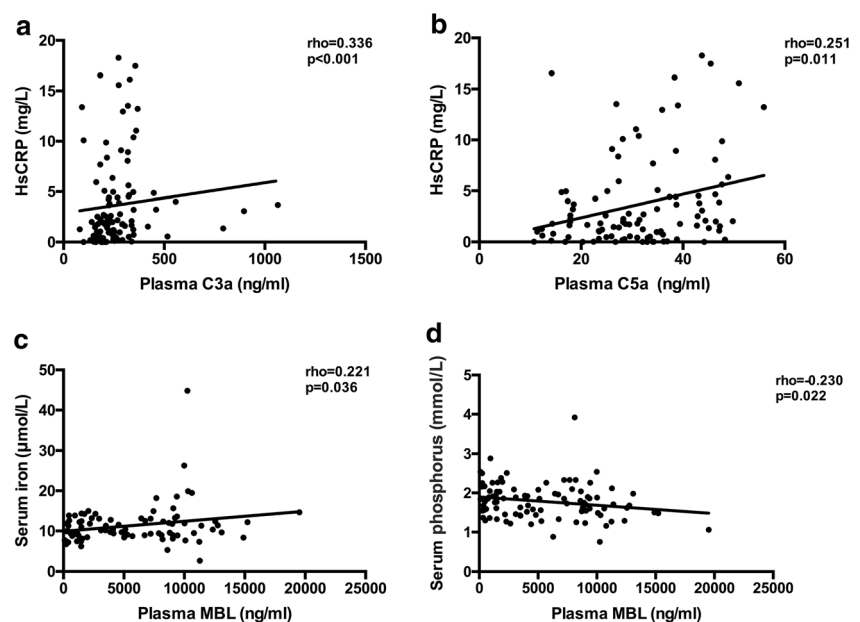 a
rho=0.336
p<0.001
HsCRP (mg/L)
20
15
10
5
0
0
500
1000
1500
Plasma C3a (ng/ml)
b
rho=0.251
p=0.011
HsCRP (mg/L)
20
15
10
5
0
0
20
40
60
Plasma C5a (ng/ml)
c
rho=0.221
p=0.036
Serum iron (µmol/L)
50
40
30
20
10
0
0
5000
10000
15000
20000
25000
Plasma MBL (ng/ml)
d
rho=-0.230
p=0.022
Serum phosphorus (mmol/L)
5
4
3
2
1
0
0
5000
10000
15000
20000
25000
Plasma MBL (ng/ml)